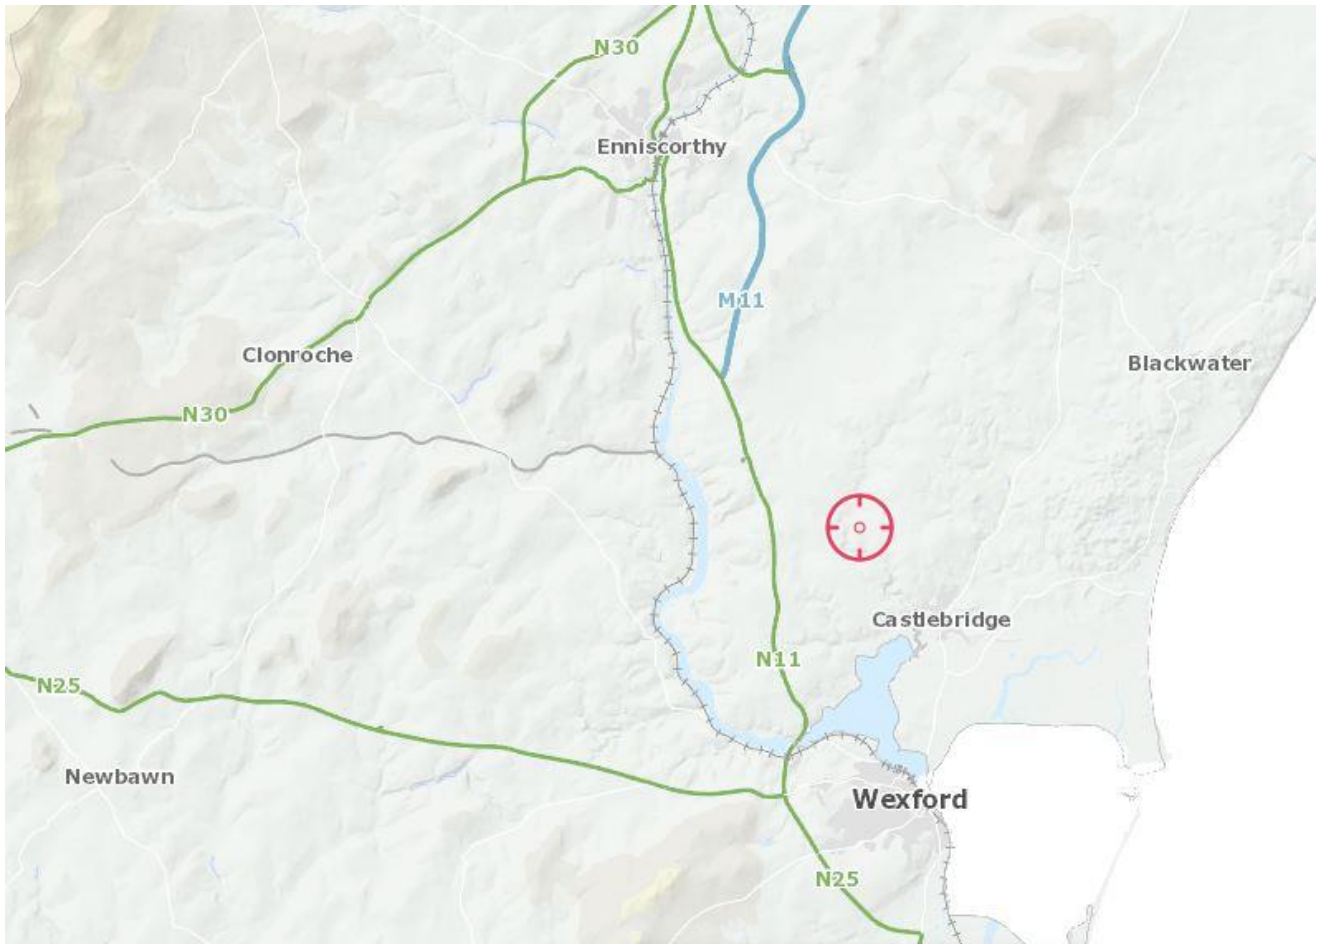 N30
Enniscorthy
M11
Clonroche
Blackwater
N30
Castlebridge
N11
N25
Newbawn
Wexford
N25